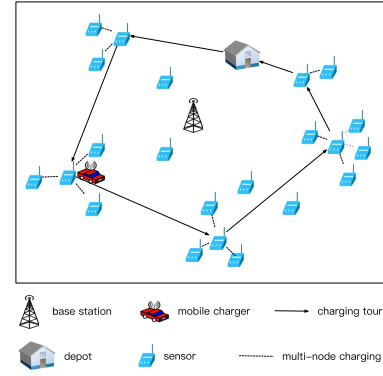 base station
mobile charger
charging tour
depot
sensor
multi-node charging